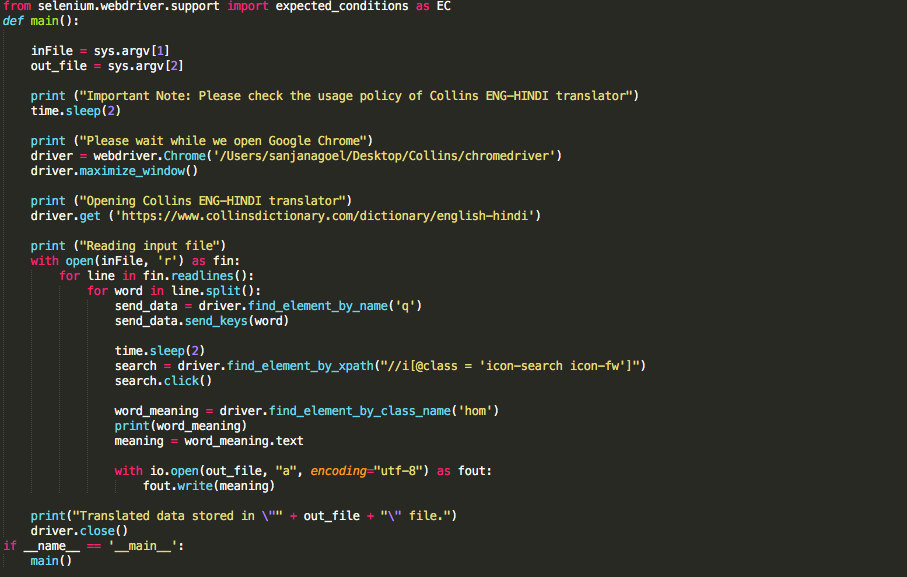 from selenium.webdriver.support import expected_conditions as EC
def main():
inFile = sys.argv[1]
out_file = sys.argv[2]
print ("Important Note: Please check the usage policy of Collins ENG-HINDI translator")
time.sleep(2)
print ("Please wait while we open Google Chrome")
driver = webdriver.Chrome('/Users/sanjanagoel/Desktop/Collins/chromedriver')
driver.maximize_window()
print ("Opening Collins ENG-HINDI translator")
driver.get ('https://www.collinsdictionary.com/dictionary/english-hindi')
print ("Reading input file")
with open(inFile, 'r') as fin:
for line in fin.readlines():
for word in line.split():
send_data = driver.find_element_by_name('q')
send_data.send_keys(word)
time.sleep(2)
search = driver.find_element_by_xpath("//i[@class = 'icon-search icon-fw']")
search.click()
word_meaning = driver.find_element_by_class_name('hom')
print(word_meaning)
meaning = word_meaning.text
with io.open(out_file, "a", encoding="utf-8") as fout:
fout.write(meaning)
print("Translated data stored in \"" + out_file + "\" file.")
driver.close()
if __name__ == '__main__':
main()